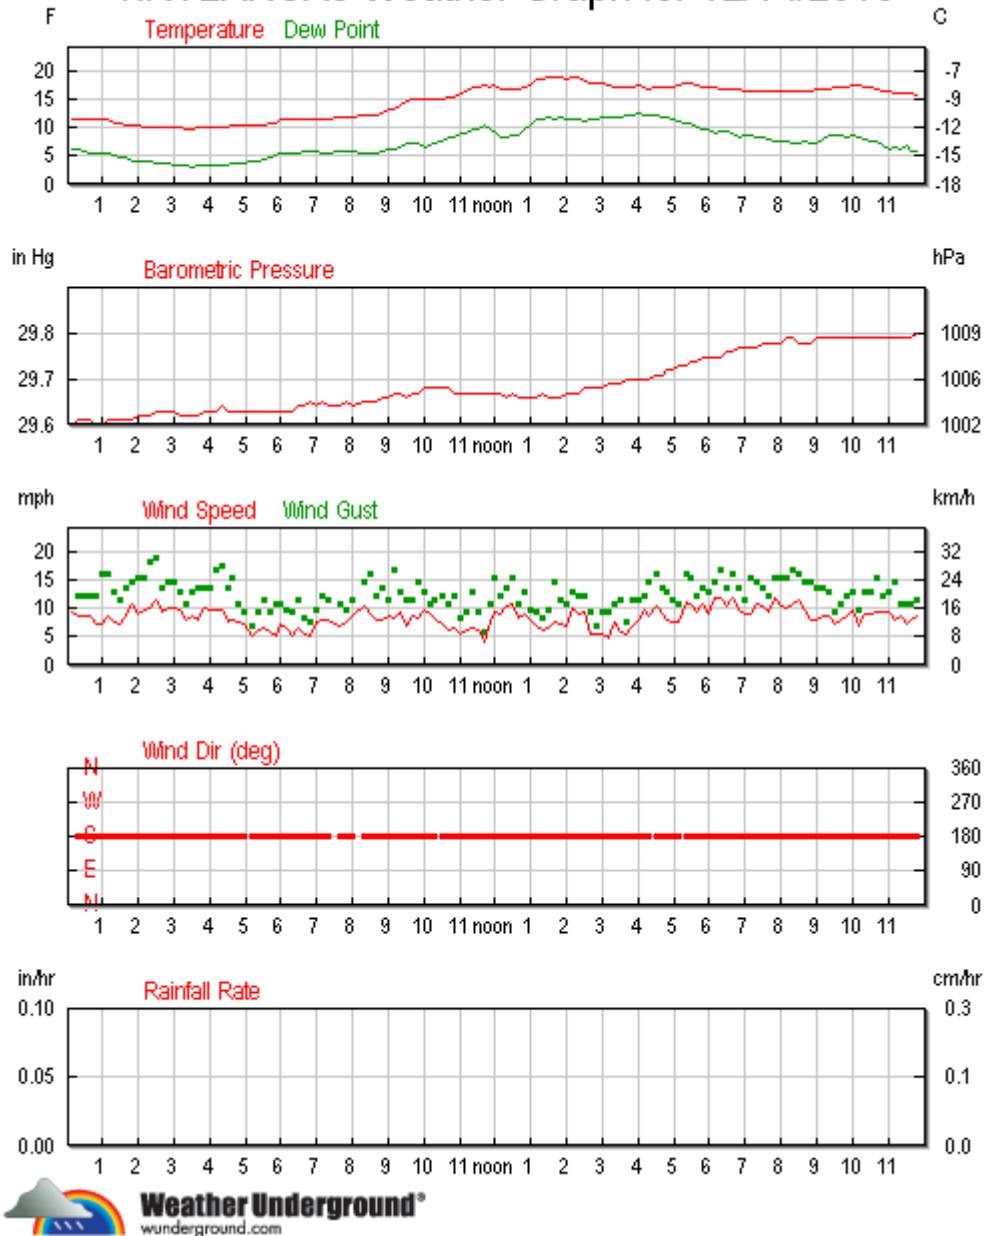 Weather Graph for
F C
Temperature Dew Point
20 -7
15 -9
10 -12
5 -15
0 -18
1 2 3 4 5 6 7 8 9 10 11 noon 1 2 3 4 5 6 7 8 9 10 11
in Hg hPa
Barometric Pressure
29.8 1009
29.7 1006
29.6 1002
1 2 3 4 5 6 7 8 9 10 11 noon 1 2 3 4 5 6 7 8 9 10 11
mph km/h
Wind Speed Wind Gust
20 32
15 24
10 16
5 8
0 0
1 2 3 4 5 6 7 8 9 10 11 noon 1 2 3 4 5 6 7 8 9 10 11
Wind Dir (deg)
N 360
W 270
180
E 90
N 0
1 2 3 4 5 6 7 8 9 10 11 noon 1 2 3 4 5 6 7 8 9 10 11
in/hr cm/hr
Rainfall Rate
0.10 0.3
0.05 0.1
0.00 0.0
1 2 3 4 5 6 7 8 9 10 11 noon 1 2 3 4 5 6 7 8 9 10 11
Weather Underground®
wunderground.com